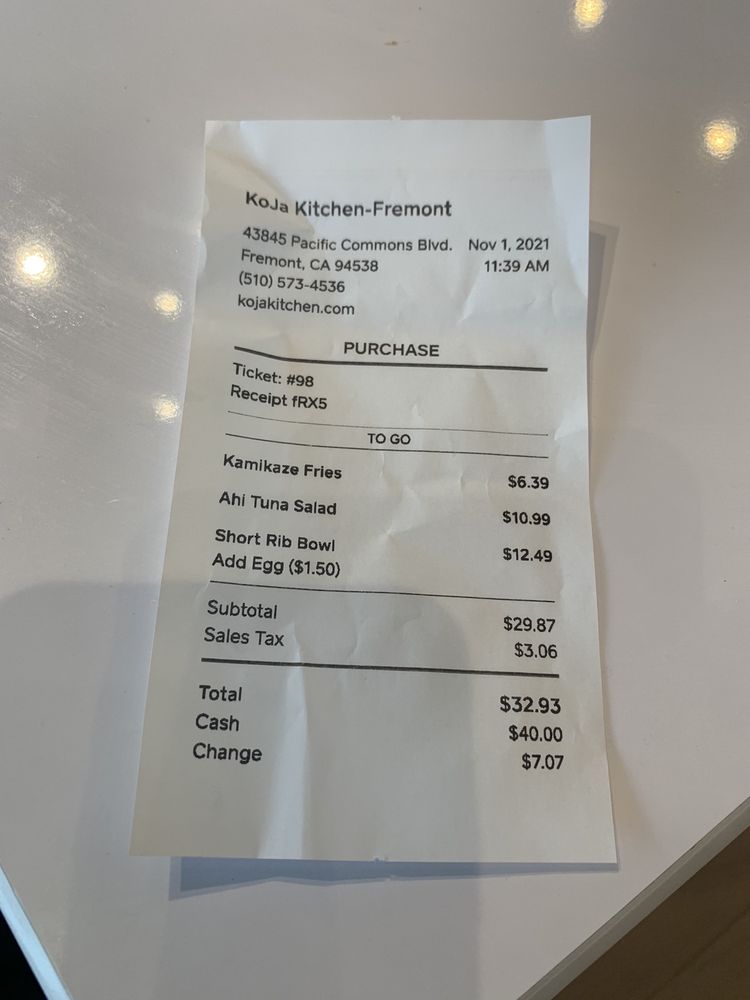 KoJa Kitchen-Fremont
43845 Pacific Commons Blvd. Nov 1, 2021
Fremont, CA 94538 11:39 AM
(510) 573-4536
kojakitchen.com
PURCHASE
Ticket: #98
Receipt fRX5
TO GO
Kamikaze Fries $6.39
Ahi Tuna Salad $10.99
Short Rib Bowl $12.49
Add Egg ($1.50)
Subtotal $29.87
Sales Tax $3.06
Total $32.93
Cash $40.00
Change $7.07